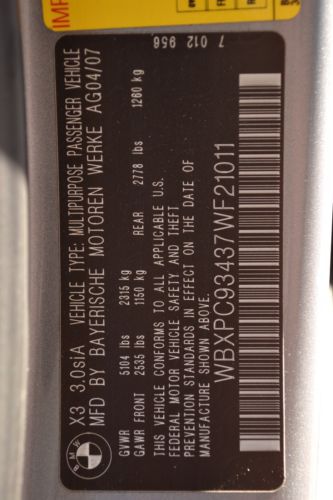 BMW
X3 3.0siA VEHICLE TYPE: MULTIPURPOSE PASSENGER VEHICLE
MFD BY BAYERISCHE MOTOREN WERKE AG04/07
GVWR 5104 lbs 2315 kg
GAWR FRONT 2535 lbs 1150 kg REAR 2778 lbs 1260 kg
THIS VEHICLE CONFORMS TO ALL APPLICABLE U.S.
FEDERAL MOTOR VEHICLE SAFETY AND THEFT
PREVENTION STANDARDS IN EFFECT ON THE DATE OF
MANUFACTURE SHOWN ABOVE.
7 012 958
WBXPC93437WF21011